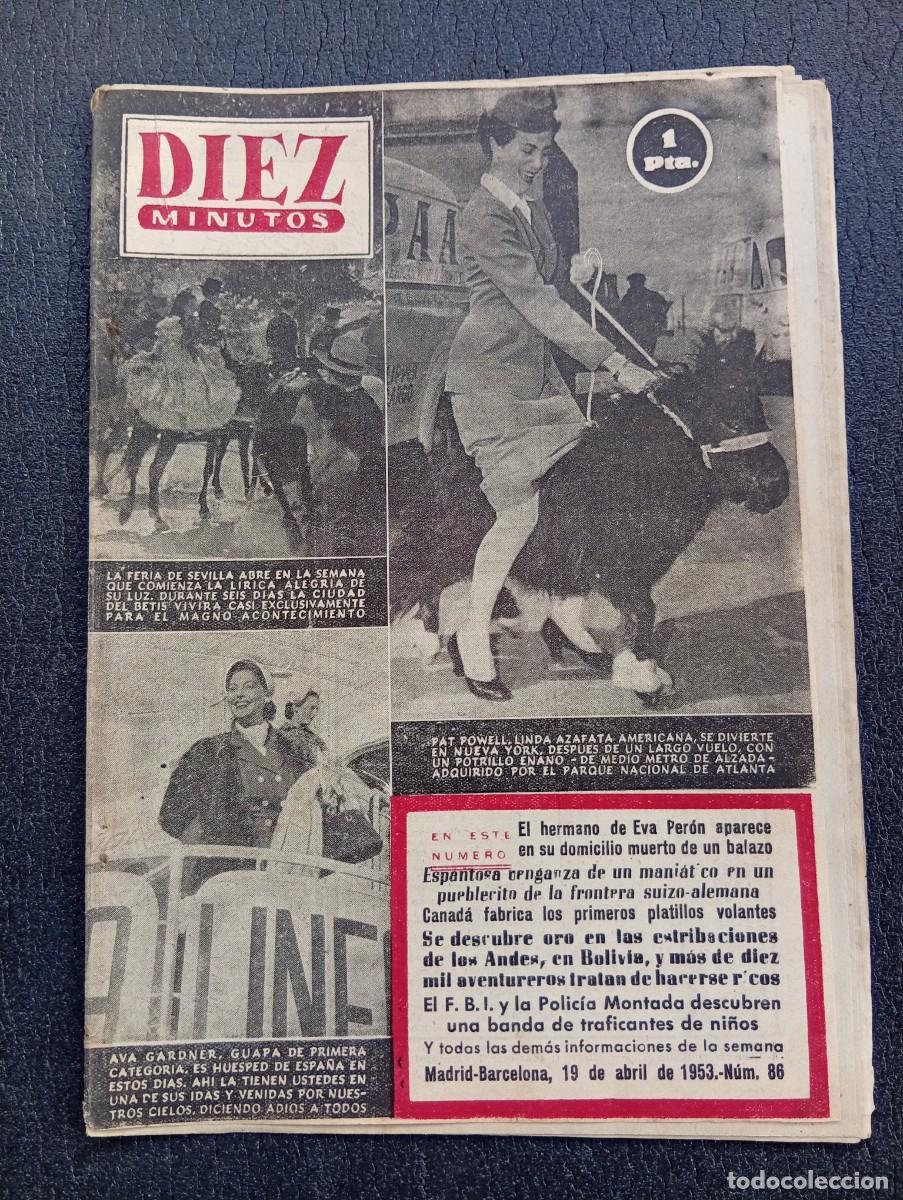 DIEZ
MINUTOS
1
pta.
PAA
CLIPPER
CARGO
LA FERIA DE SEVILLA ABRE EN LA SEMANA
QUE COMIENZA LA LIRICA ALEGRIA DE
SU LUZ. DURANTE SEIS DIAS LA CIUDAD
DEL BETIS VIVIRA CASI EXCLUSIVAMENTE
PARA EL MAGNO ACONTECIMIENTO
PAT POWELL, LINDA AZAFATA AMERICANA, SE DIVIERTE
EN NUEVA YORK, DESPUES DE UN LARGO VUELO, CON
UN POTRILLO ENANO -DE MEDIO METRO DE ALZADA-
ADQUIRIDO POR EL PARQUE NACIONAL DE ATLANTA
AIRLINES
AVA GARDNER, GUAPA DE PRIMERA
CATEGORIA, ES HUESPED DE ESPAÑA EN
ESTOS DIAS. AHI LA TIENEN USTEDES EN
UNA DE SUS IDAS Y VENIDAS POR NUES-
TROS CIELOS, DICIENDO ADIOS A TODOS
EN ESTE
NUMERO
El hermano de Eva Perón aparece
en su domicilio muerto de un balazo
Espantosa venganza de un maniát co en un
pueblerito de la frontera suizo-alemana
Canadá fabrica los primeros platillos volantes
Se descubre oro en las estribaciones
de los Andes, en Bolivia, y más de diez
mil aventureros tratan de hacerse r'cos
El F. B. I. y la Policía Montada descubren
una banda de traficantes de niños
Y todas las demás informaciones de la semana
Madrid-Barcelona, 19 de abril de 1953.-Núm. 86
todocoleccion